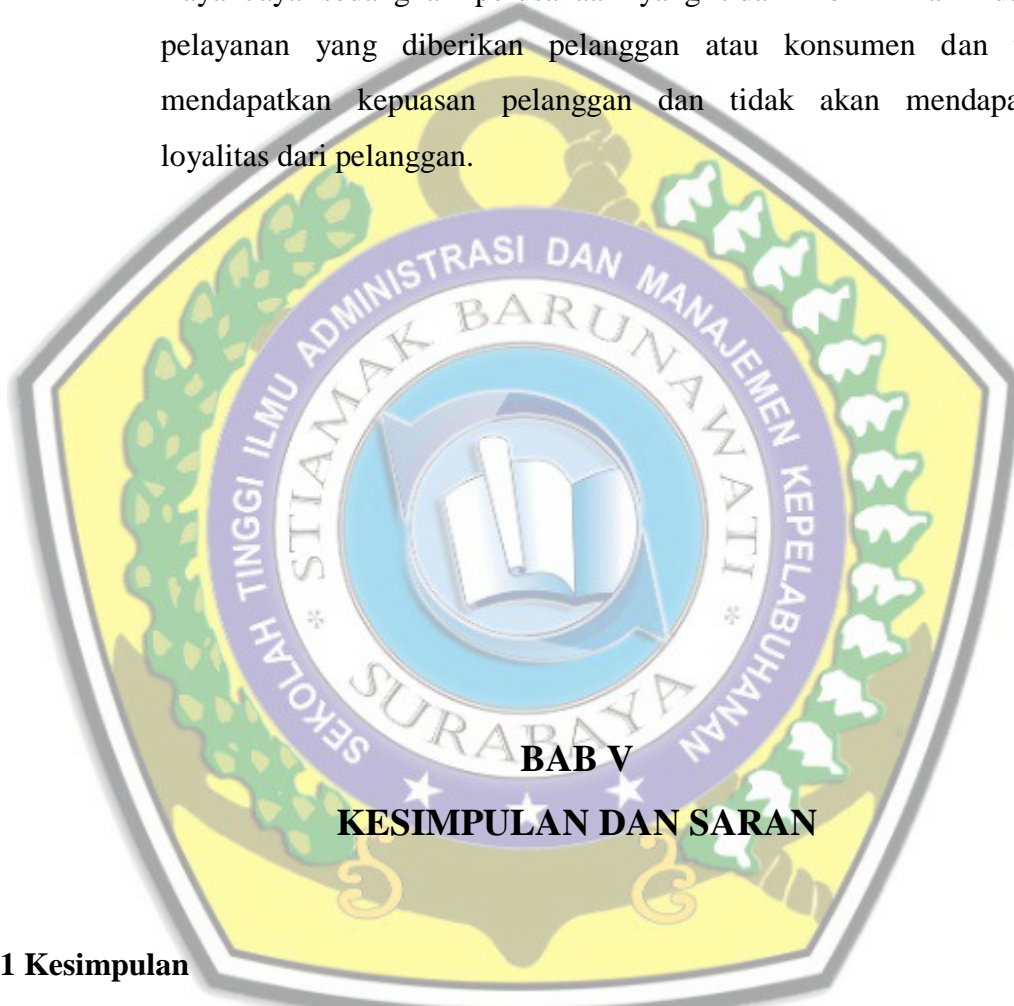 pelayanan yang diberikan pelanggan atau konsumen dan
mendapatkan kepuasan pelanggan dan tidak akan mendapa
loyalitas dari pelanggan.
SEKOLAH TINGGI ILMU ADMINISTRASI DAN MANAJEMEN KEPELABUHANAN
STIAMAK BARUNAWATI
* SURABAYA *
BAB V
KESIMPULAN DAN SARAN
1 Kesimpulan